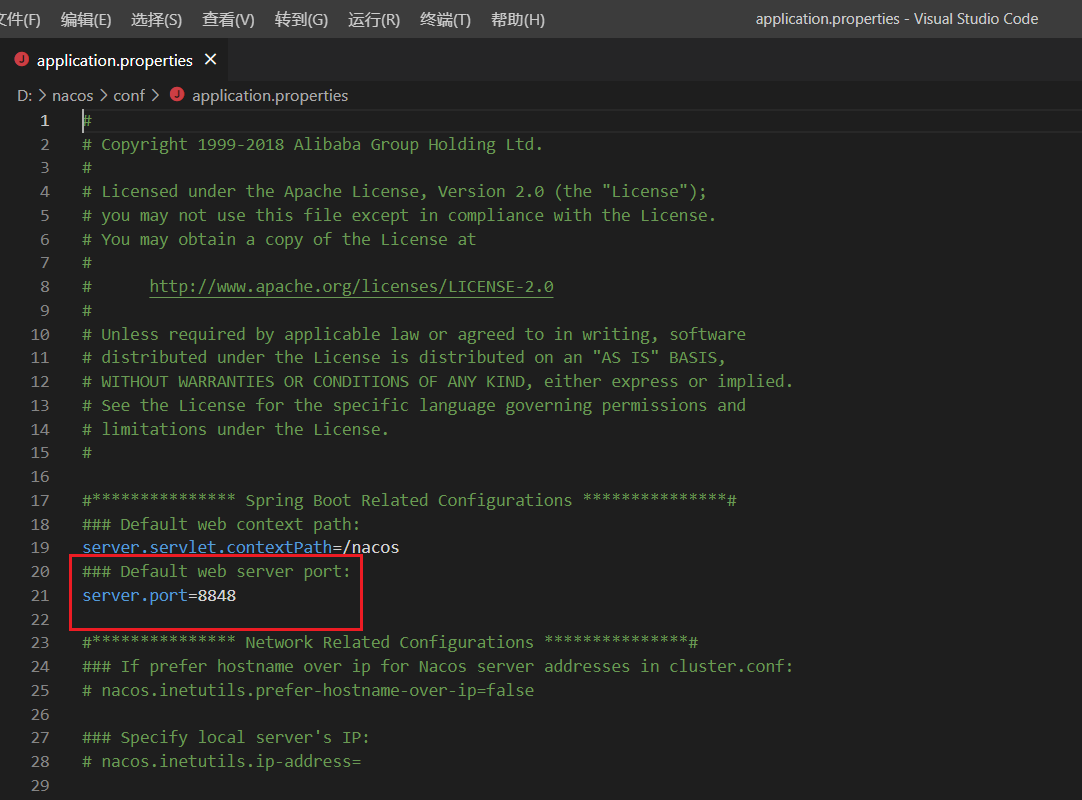 文件(F) 编辑(E) 选择(S) 查看(V) 转到(G) 运行(R) 终端(T) 帮助(H) application.properties - Visual Studio Code
J application.properties ×
D: > nacos > conf > J application.properties
1 #
2 # Copyright 1999-2018 Alibaba Group Holding Ltd.
3 #
4 # Licensed under the Apache License, Version 2.0 (the "License");
5 # you may not use this file except in compliance with the License.
6 # You may obtain a copy of the License at
7 #
8 #      http://www.apache.org/licenses/LICENSE-2.0
9 #
10 # Unless required by applicable law or agreed to in writing, software
11 # distributed under the License is distributed on an "AS IS" BASIS,
12 # WITHOUT WARRANTIES OR CONDITIONS OF ANY KIND, either express or implied.
13 # See the License for the specific language governing permissions and
14 # limitations under the License.
15 #
16
17 #*************** Spring Boot Related Configurations ***************#
18 ### Default web context path:
19 server.servlet.contextPath=/nacos
20 ### Default web server port:
21 server.port=8848
22
23 #*************** Network Related Configurations ***************#
24 ### If prefer hostname over ip for Nacos server addresses in cluster.conf:
25 # nacos.inetutils.prefer-hostname-over-ip=false
26
27 ### Specify local server's IP:
28 # nacos.inetutils.ip-address=
29